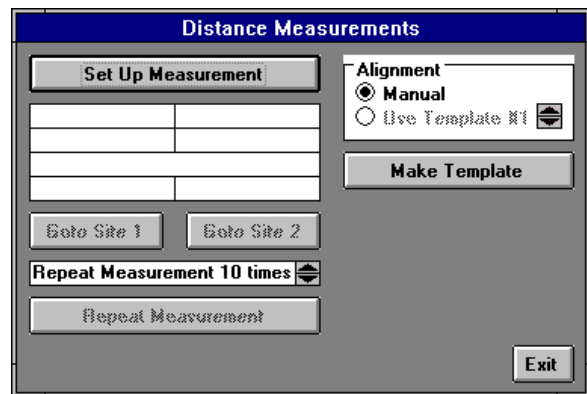 Distance Measurements
Set Up Measurement
Alignment
Manual
Use Template #1
Make Template
Goto Site 1
Goto Site 2
Repeat Measurement 10 times
Repeat Measurement
Exit